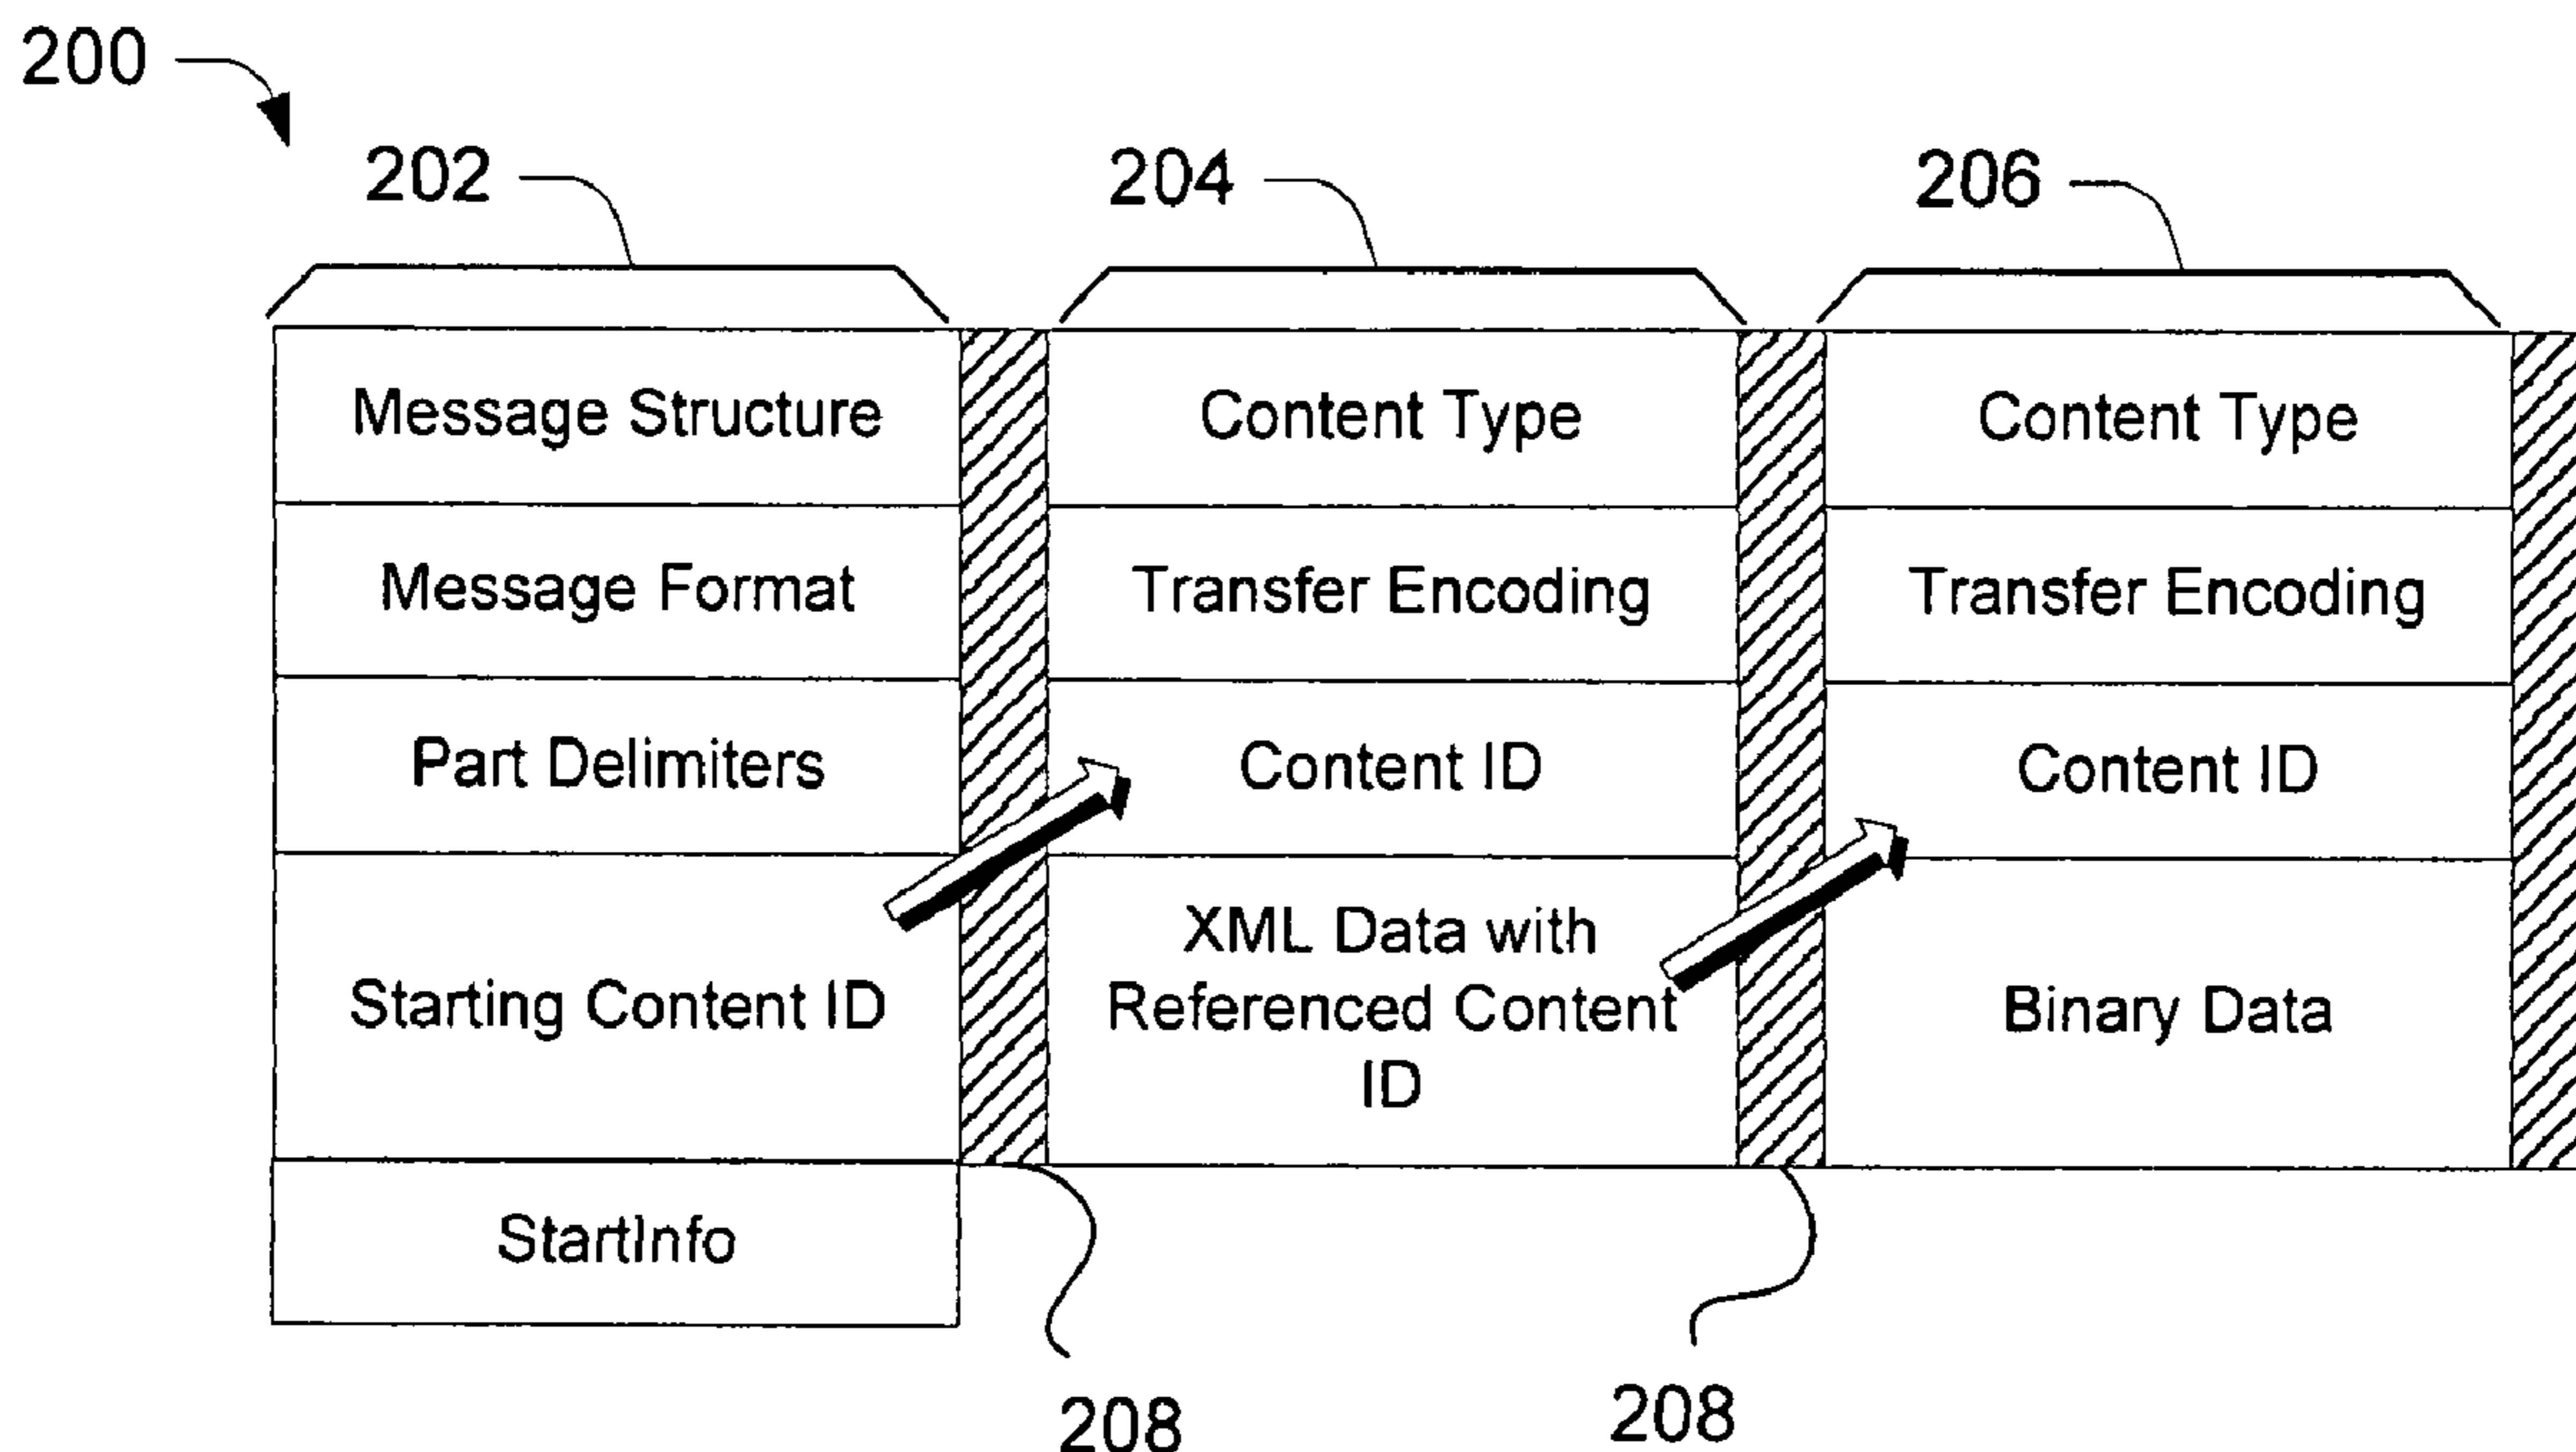 200
202
204
206
Message Structure
Content Type
Content Type
Message Format
Transfer Encoding
Transfer Encoding
Part Delimiters
Content ID
Content ID
Starting Content ID
XML Data with
Referenced Content
ID
Binary Data
StartInfo
208
208